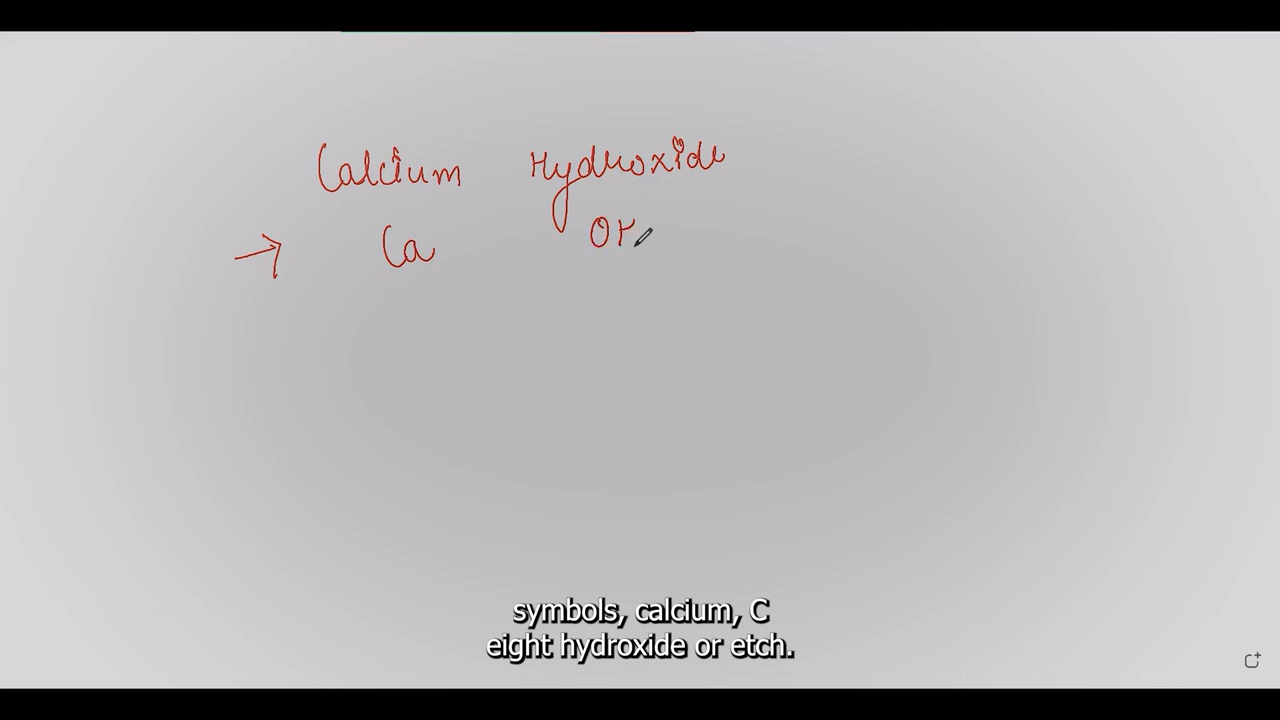 Calcium Hydroxide
→ Ca OH
symbols, calcium, C
eight hydroxide or etch.